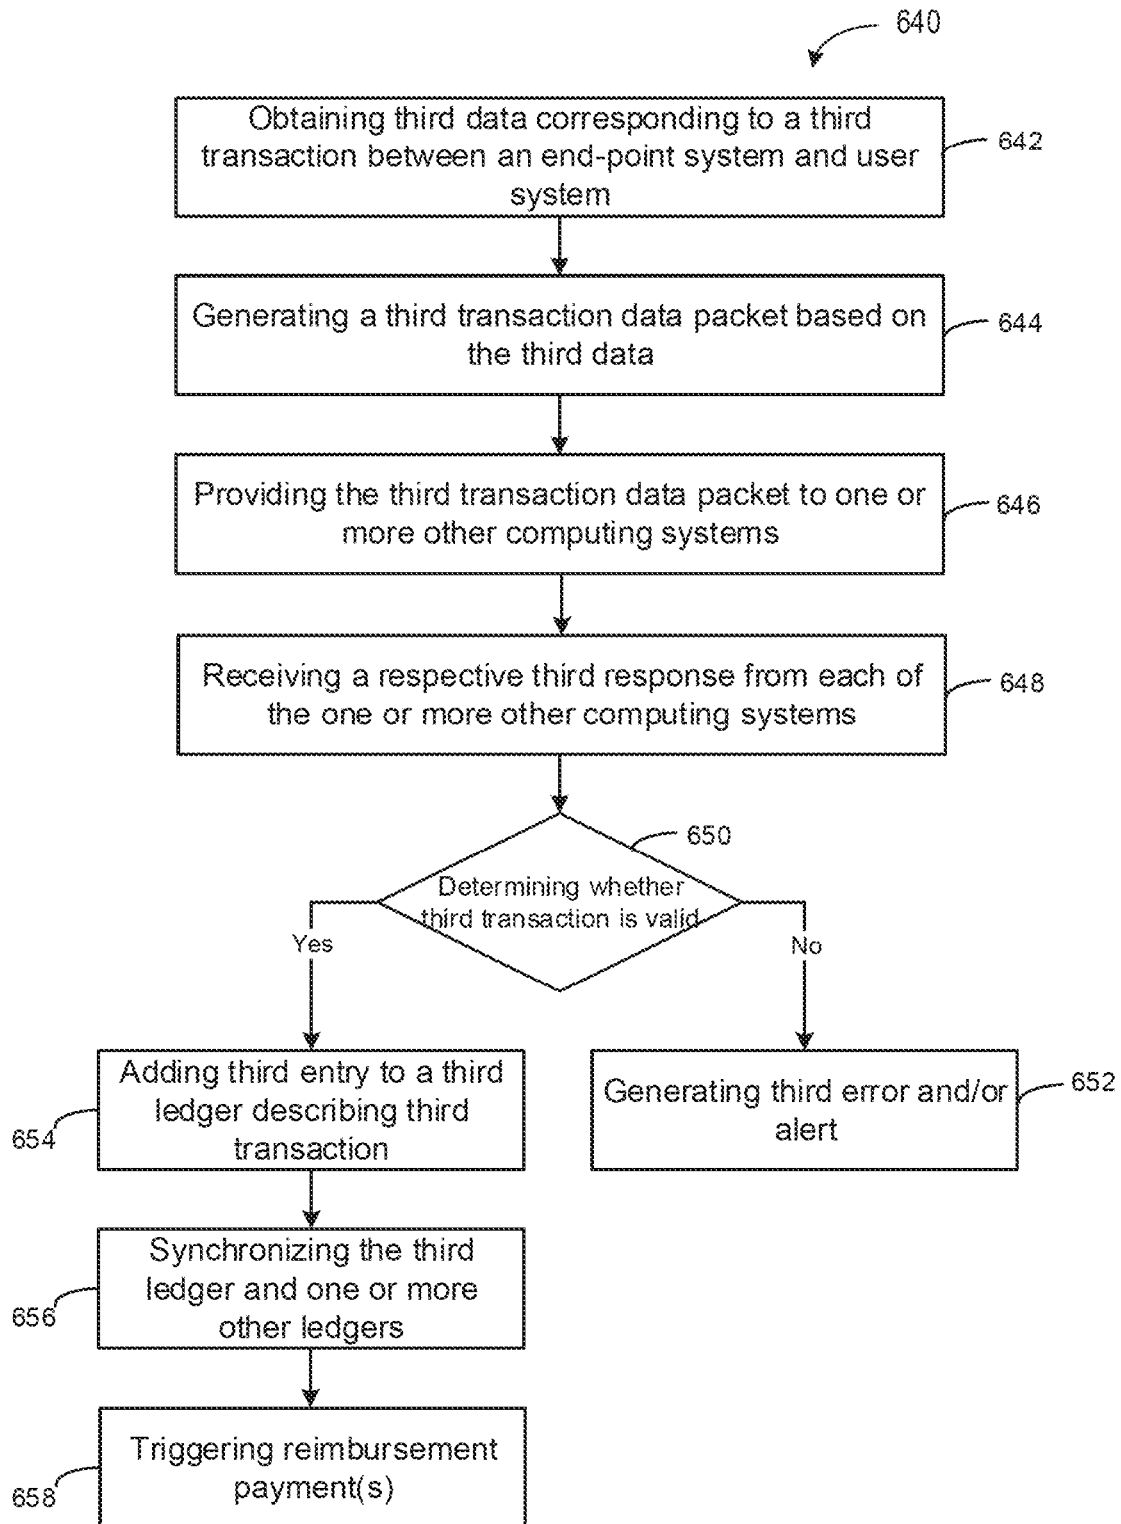 640
Obtaining third data corresponding to a third
transaction between an end-point system and user
system
642
Generating a third transaction data packet based on
the third data
644
Providing the third transaction data packet to one or
more other computing systems
646
Receiving a respective third response from each of
the one or more other computing systems
648
650
Determining whether
third transaction is valid
Yes
No
Adding third entry to a third
ledger describing third
transaction
654
Generating third error and/or
alert
652
Synchronizing the third
ledger and one or more
other ledgers
656
Triggering reimbursement
payment(s)
658